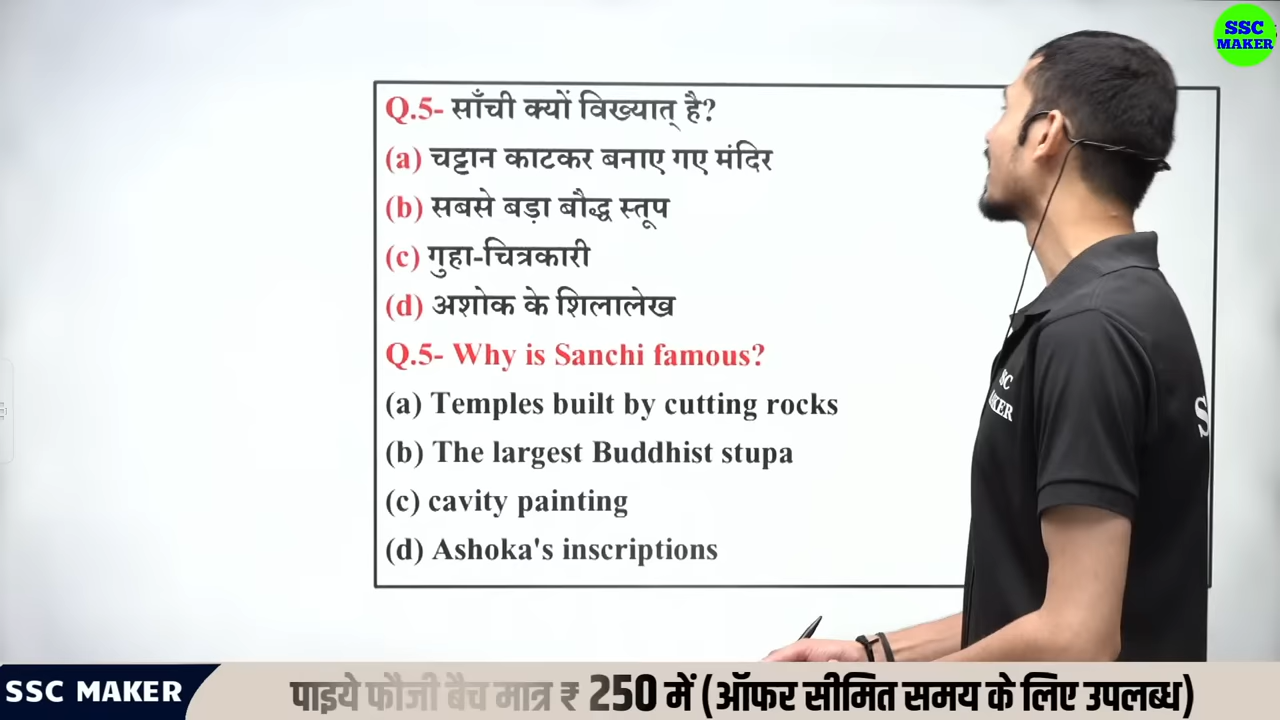 SSC
MAKER
Q.5- साँची क्यों विख्यात् है?
(a) चट्टान काटकर बनाए गए मंदिर
(b) सबसे बड़ा बौद्ध स्तूप
(c) गुहा-चित्रकारी
(d) अशोक के शिलालेख
Q.5- Why is Sanchi famous?
(a) Temples built by cutting rocks
(b) The largest Buddhist stupa
(c) cavity painting
(d) Ashoka's inscriptions
SSC MAKER
पाइये फौजी बैच मात्र ₹ 250 में (ऑफर सीमित समय के लिए उपलब्ध)